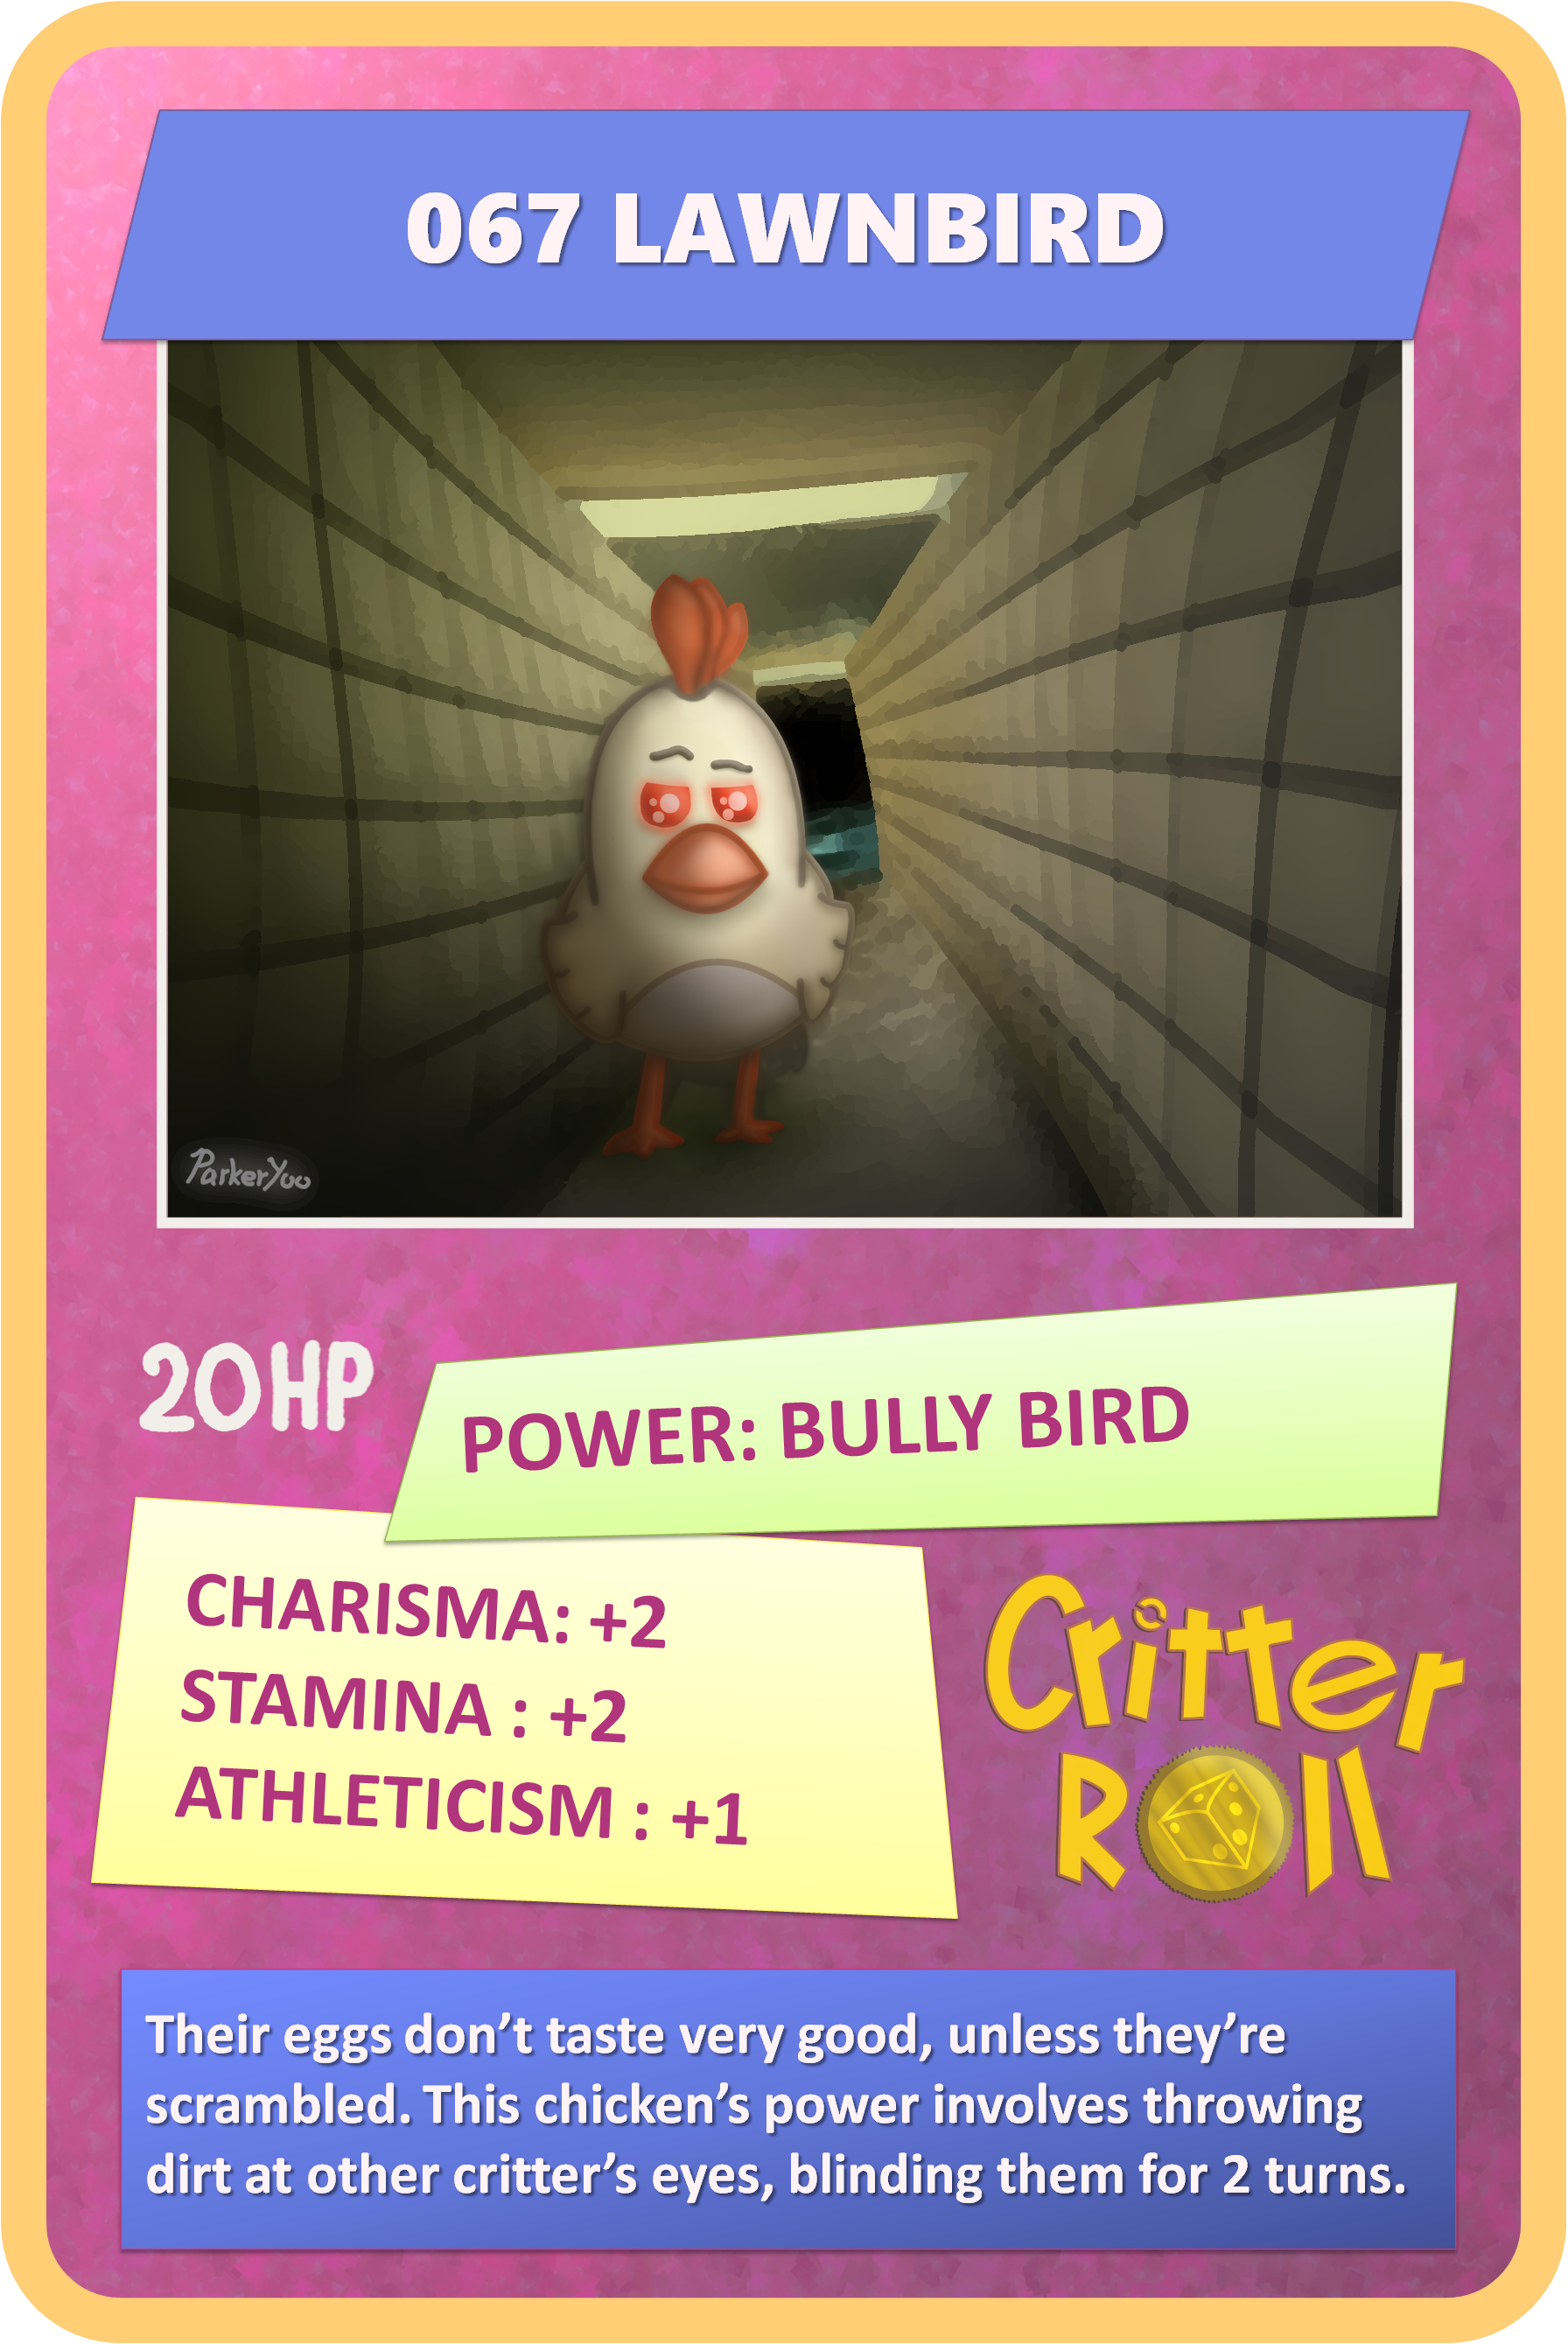 067 LAWNBIRD
ParkerYoo
20HP
POWER: BULLY BIRD
CHARISMA: +2
STAMINA : +2
ATHLETICISM : +1
Critter
Roll
Their eggs don’t taste very good, unless they’re
scrambled. This chicken’s power involves throwing
dirt at other critter’s eyes, blinding them for 2 turns.